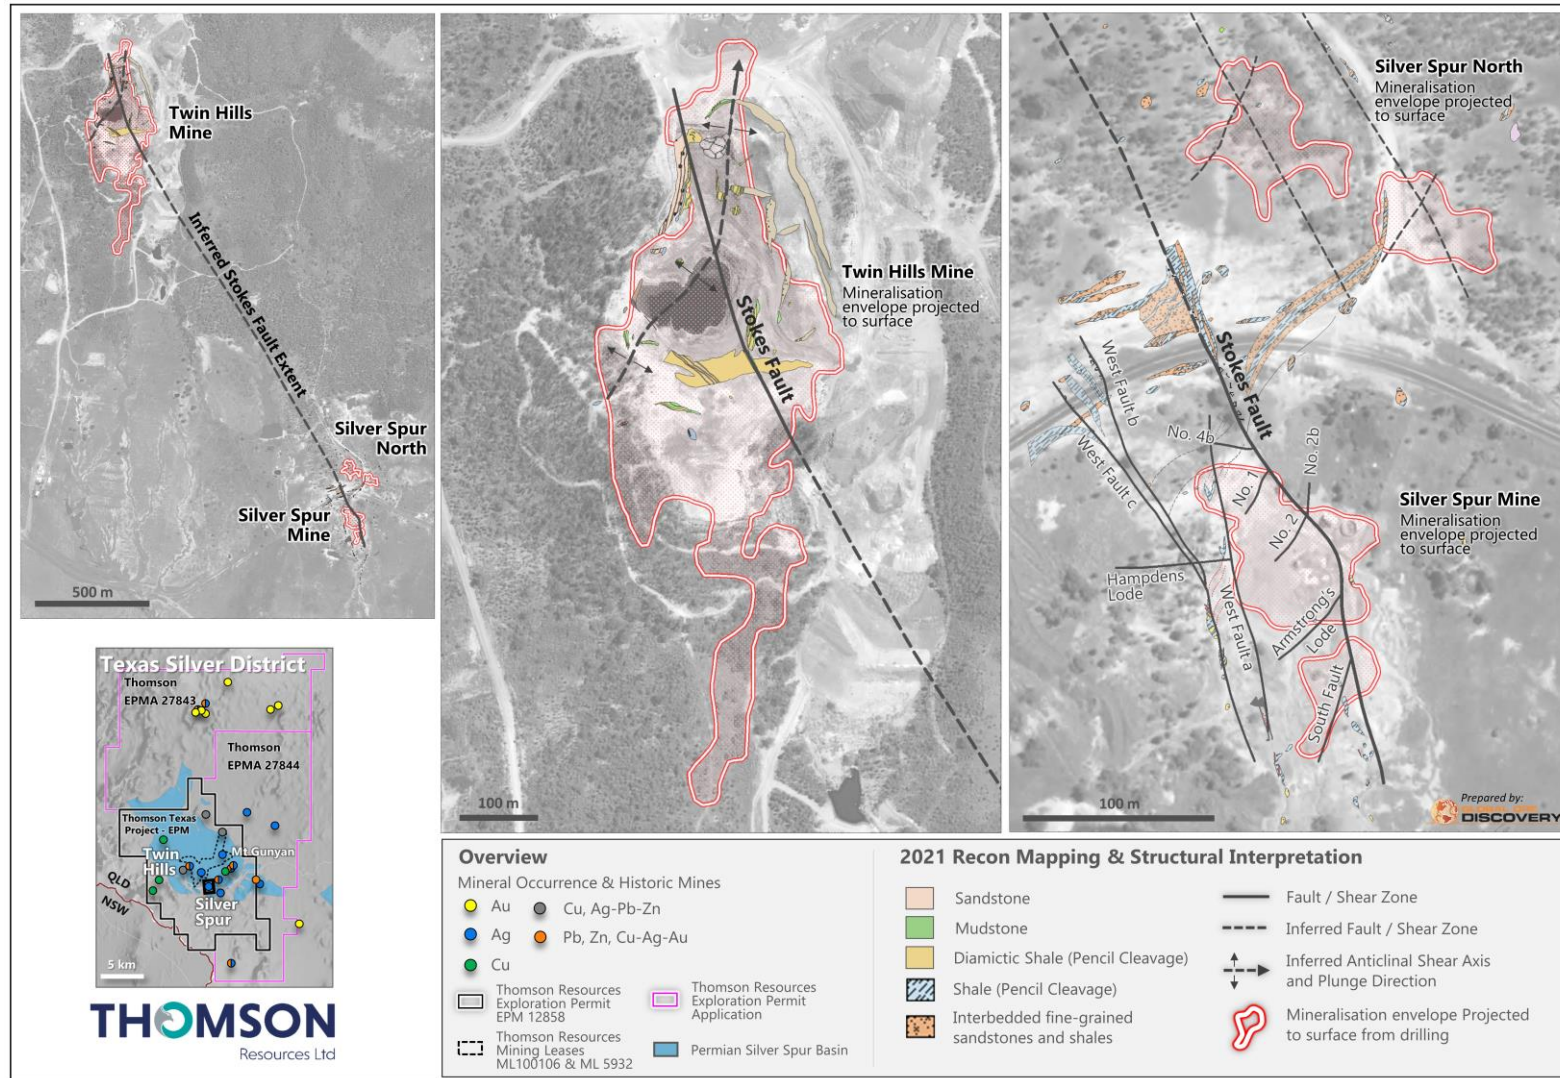 Twin Hills
Mine
Inferred Stokes Fault Extent
Silver Spur
North
Silver Spur
Mine
500 m
Twin Hills Mine
Mineralisation
envelope projected
to surface
Stokes Fault
100 m
Silver Spur North
Mineralisation
envelope projected
to surface
Stokes Fault
West Fault b
West Fault c
No. 4b
No. 2b
No. 1
No. 2
Silver Spur Mine
Mineralisation
envelope projected
to surface
Hampdens
Lode
West Fault a
Armstrong's
Lode
South Fault
100 m
Prepared by:
GLOBAL ORE
DISCOVERY
Texas Silver District
Thomson
EPMA 27843
Thomson
EPMA 27844
Thomson Texas
Project - EPM
Mt Gunyan
Twin
Hills
QLD
NSW
Silver
Spur
5 km
THOMSON
Resources Ltd
Overview
Mineral Occurrence & Historic Mines
Au
Cu, Ag-Pb-Zn
Ag
Pb, Zn, Cu-Ag-Au
Cu
Thomson Resources
Exploration Permit
EPM 12858
Thomson Resources
Exploration Permit
Application
Thomson Resources
Mining Leases
ML100106 & ML 5932
Permian Silver Spur Basin
2021 Recon Mapping & Structural Interpretation
Sandstone
Mudstone
Diamictic Shale (Pencil Cleavage)
Shale (Pencil Cleavage)
Interbedded fine-grained
sandstones and shales
Fault / Shear Zone
Inferred Fault / Shear Zone
Inferred Anticlinal Shear Axis
and Plunge Direction
Mineralisation envelope Projected
to surface from drilling